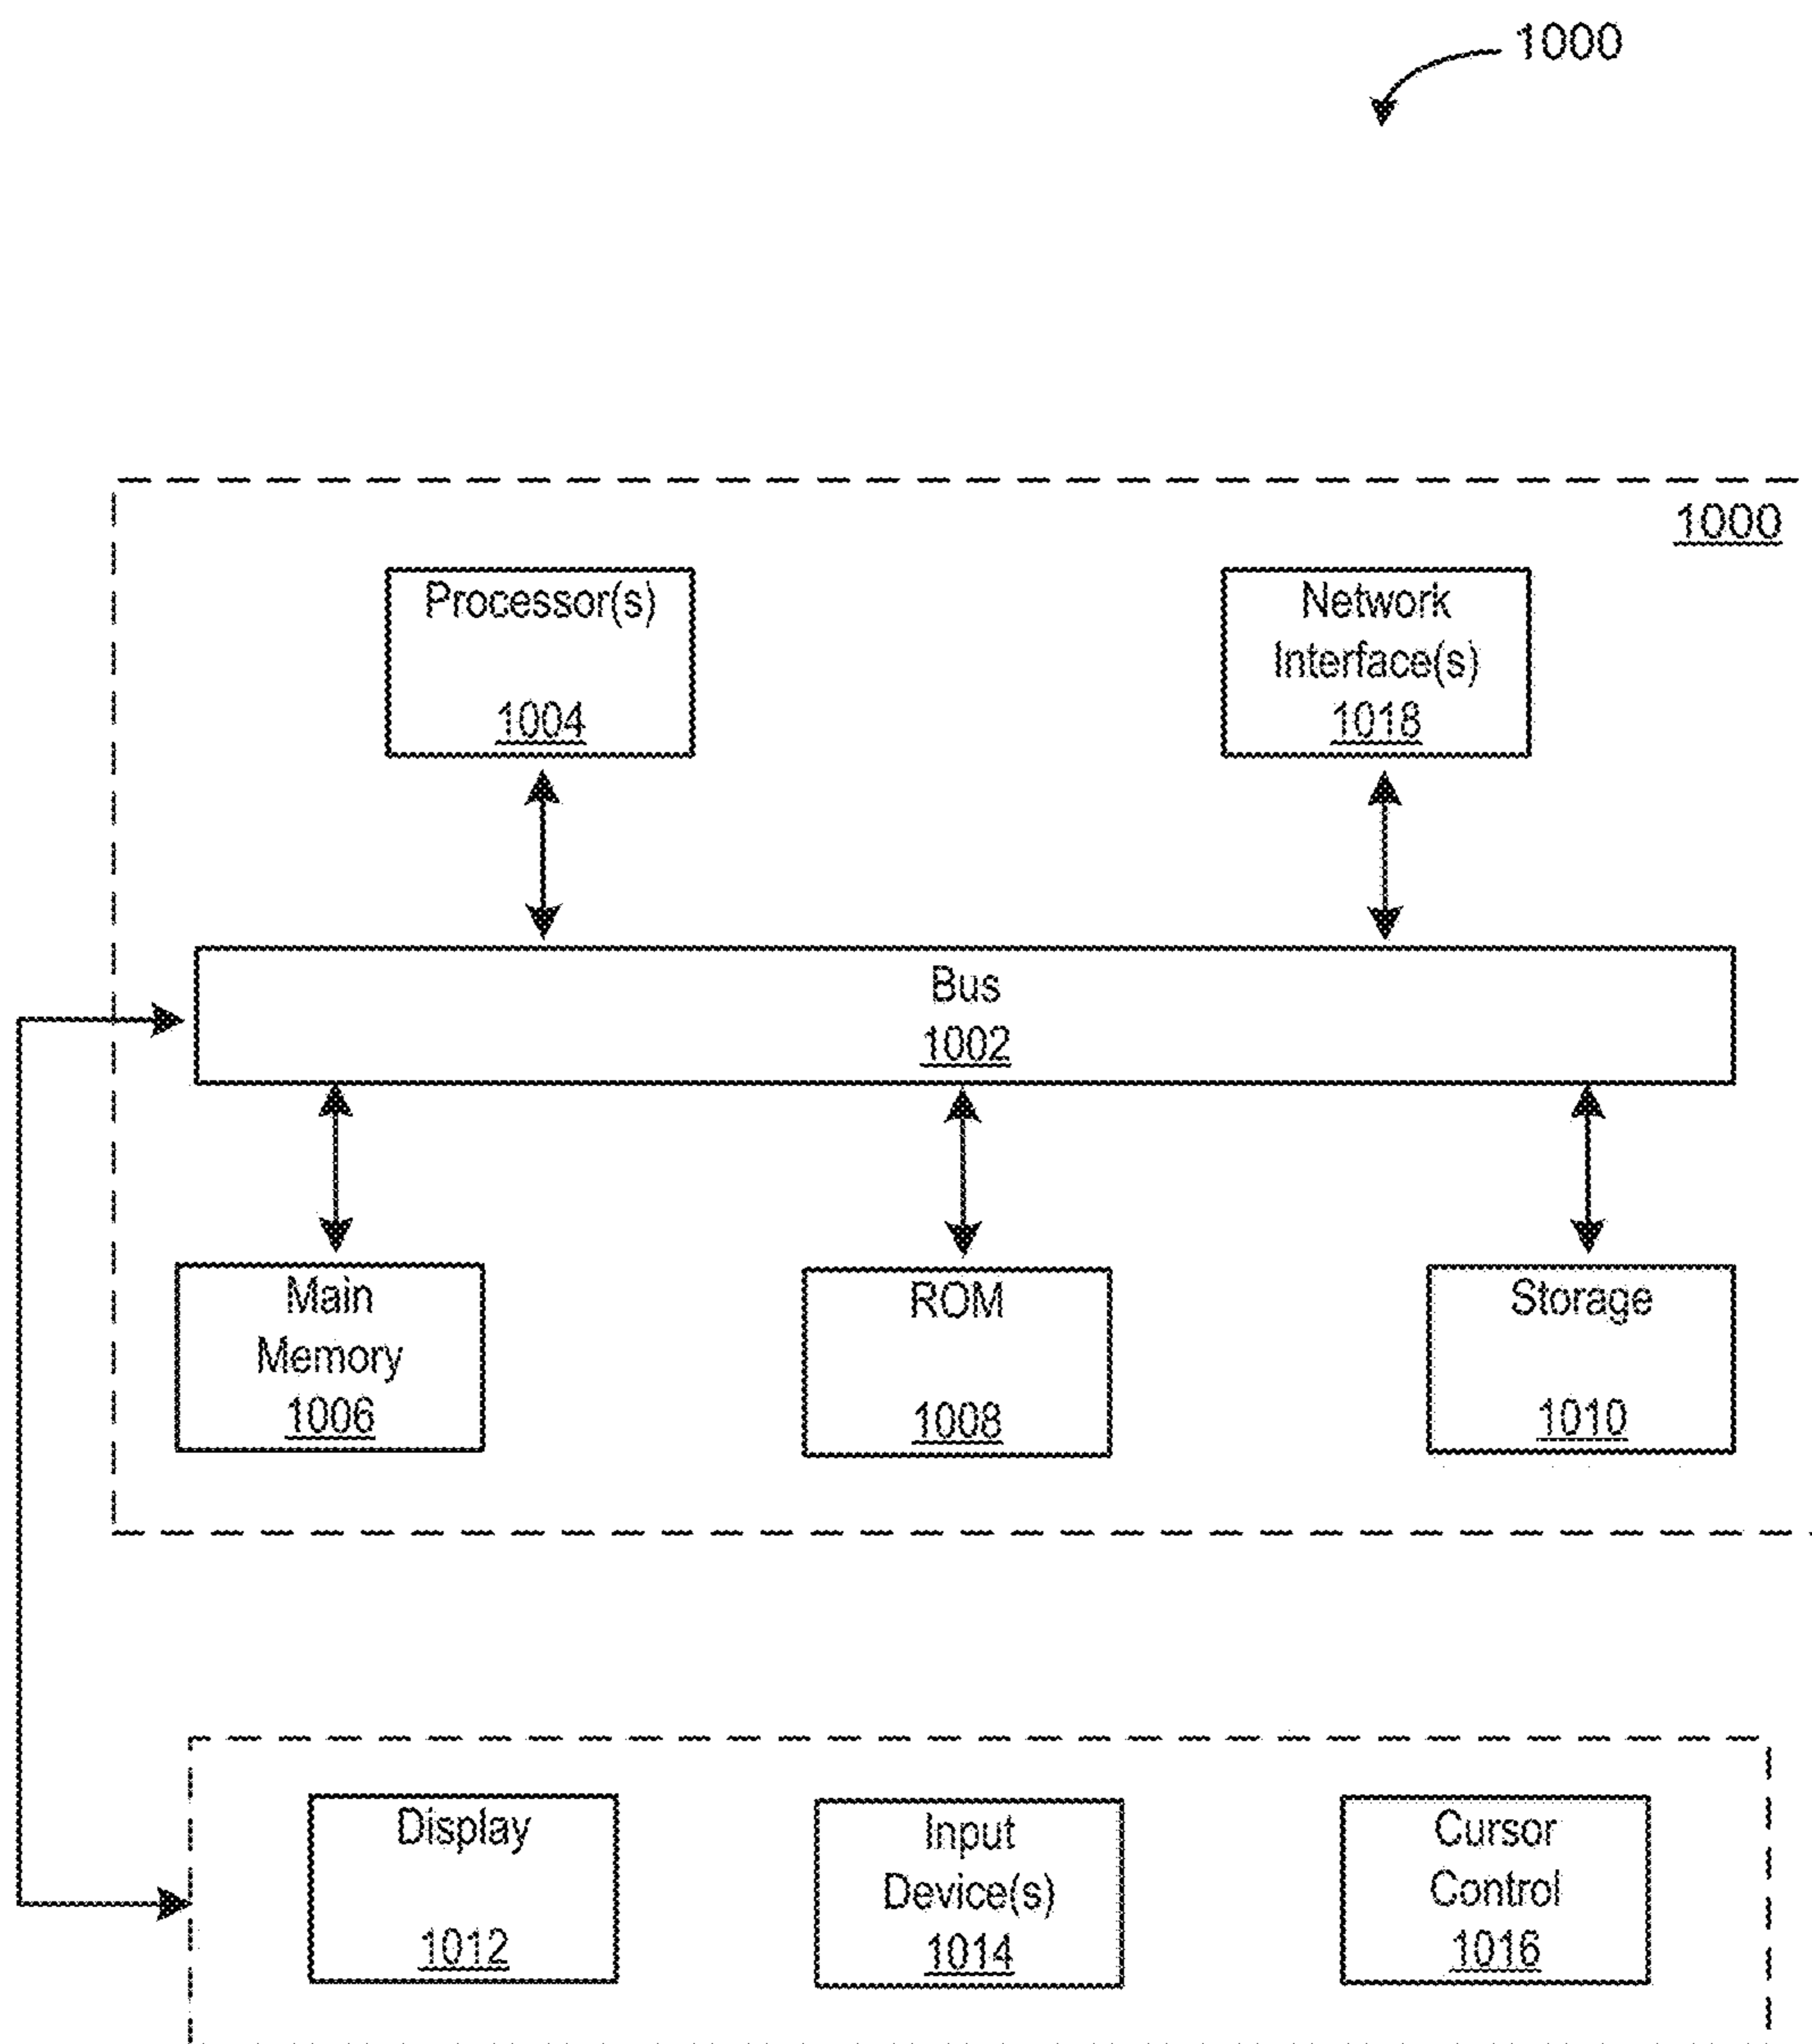 1000
1000
Processor(s)
1004
Network
Interface(s)
1018
Bus
1002
Main
Memory
1006
ROM
1008
Storage
1010
Display
1012
Input
Device(s)
1014
Cursor
Control
1016